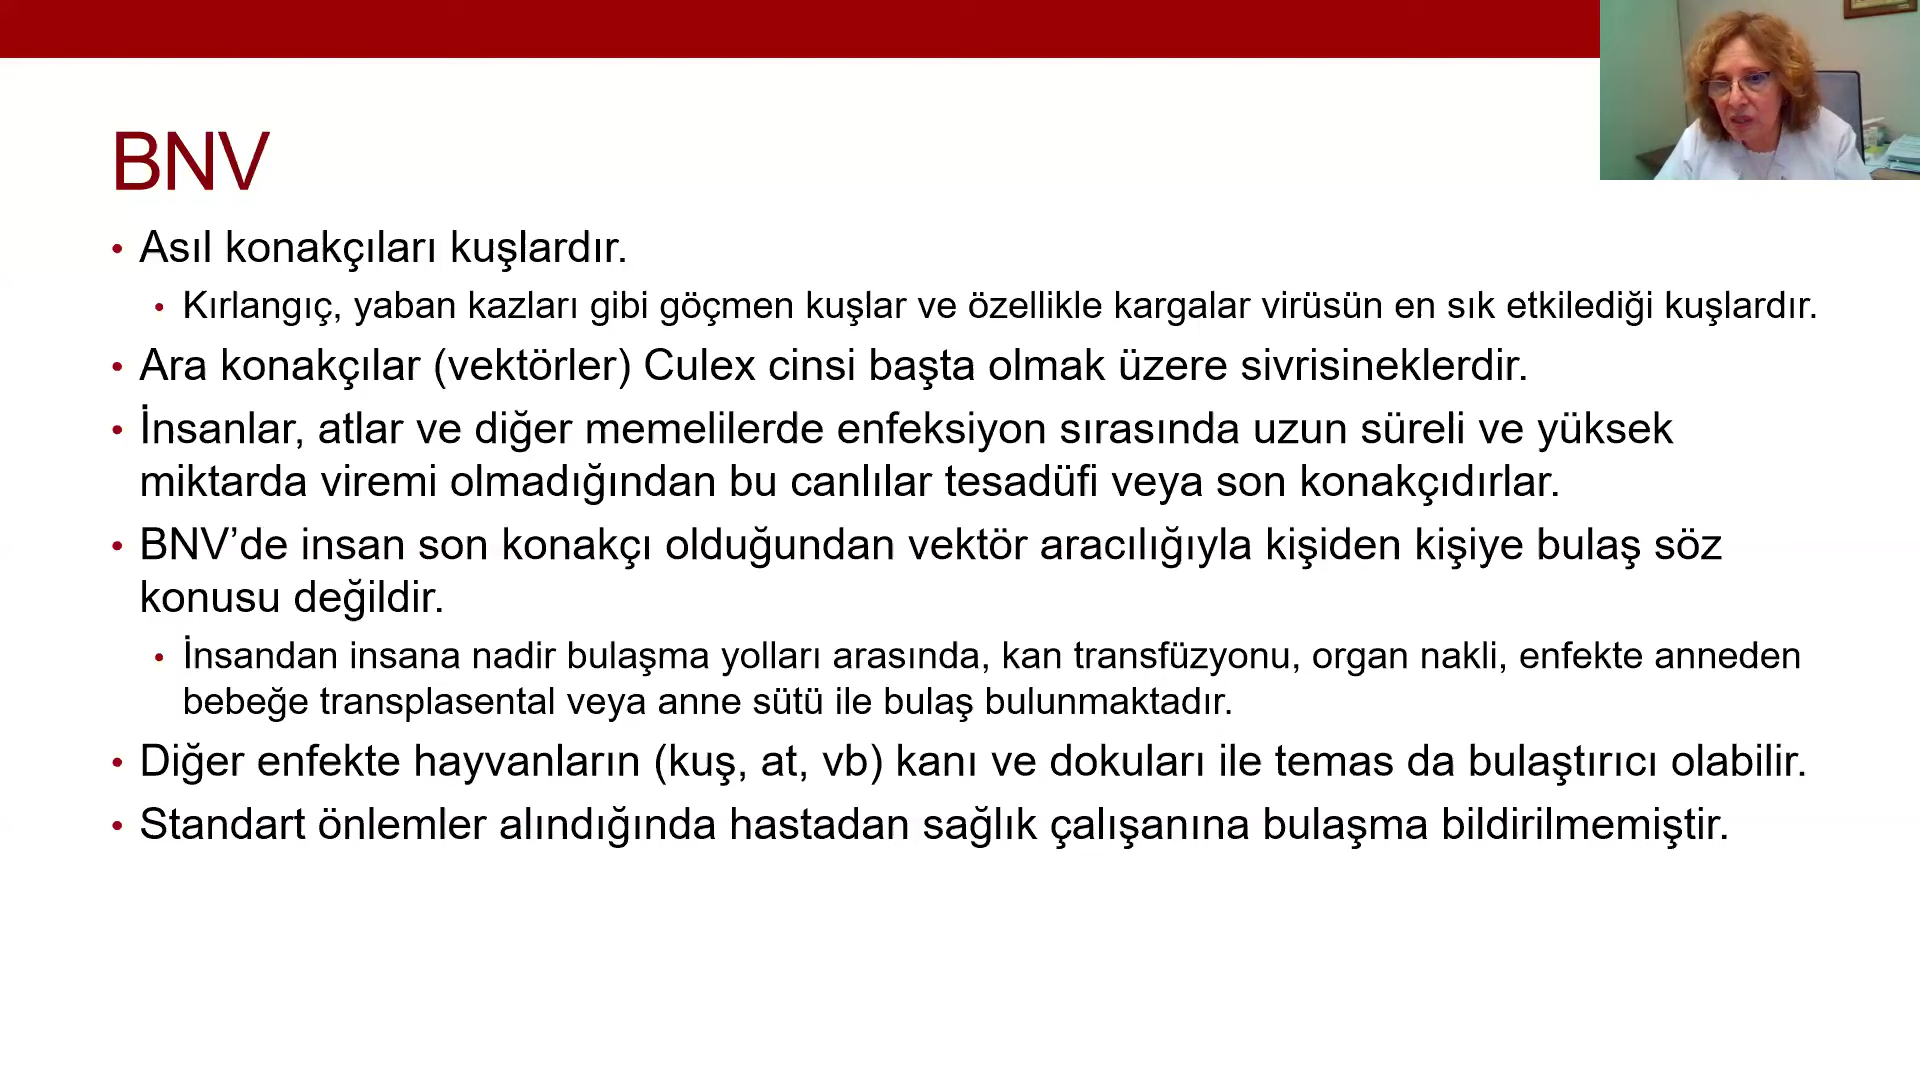 BNV
• Asıl konakçıları kuşlardır.
• Kırlangıç, yaban kazları gibi göçmen kuşlar ve özellikle kargalar virüsün en sık etkilediği kuşlardır.
• Ara konakçılar (vektörler) Culex cinsi başta olmak üzere sivrisineklerdir.
• İnsanlar, atlar ve diğer memelilerde enfeksiyon sırasında uzun süreli ve yüksek
miktarda viremi olmadığından bu canlılar tesadüfi veya son konakçıdırlar.
• BNV’de insan son konakçı olduğundan vektör aracılığıyla kişiden kişiye bulaş söz
konusu değildir.
• İnsandan insana nadir bulaşma yolları arasında, kan transfüzyonu, organ nakli, enfekte anneden
bebeğe transplasental veya anne sütü ile bulaş bulunmaktadır.
• Diğer enfekte hayvanların (kuş, at, vb) kanı ve dokuları ile temas da bulaştırıcı olabilir.
• Standart önlemler alındığında hastadan sağlık çalışanına bulaşma bildirilmemiştir.